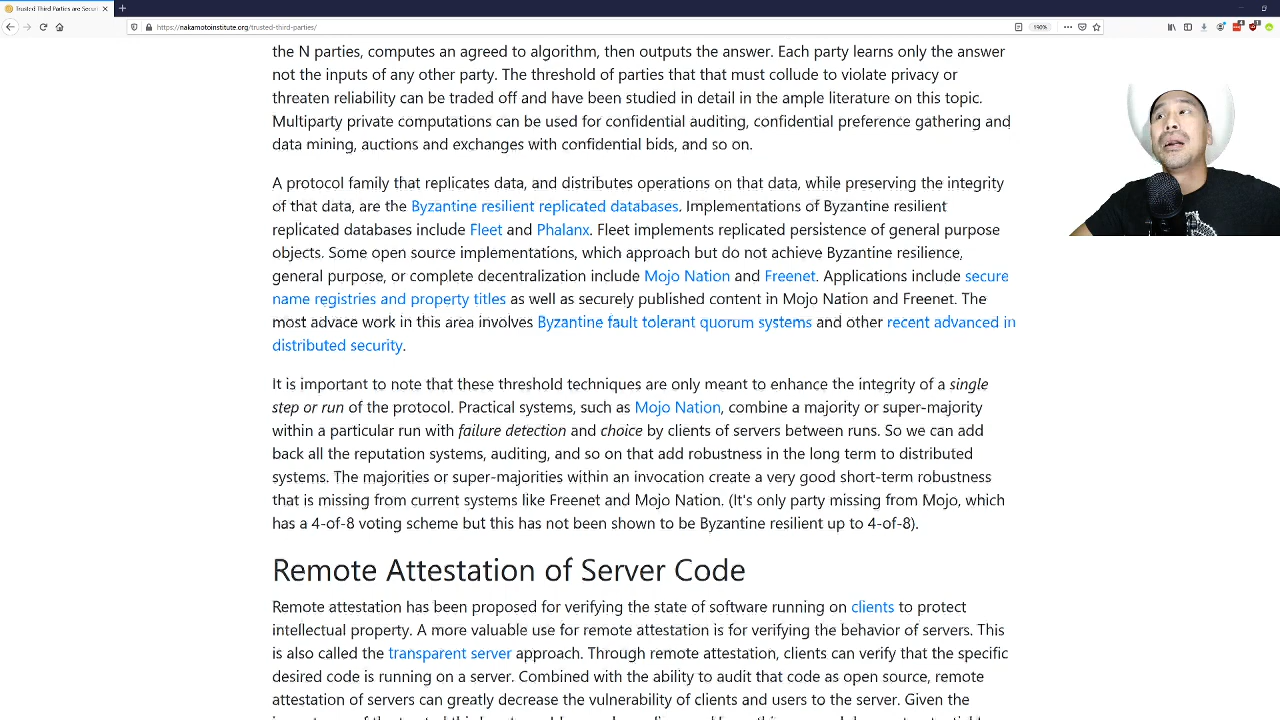 Trusted Third Parties are Securi
https://nakamotoinstitute.org/trusted-third-parties/
190%
the N parties, computes an agreed to algorithm, then outputs the answer. Each party learns only the answer
not the inputs of any other party. The threshold of parties that that must collude to violate privacy or
threaten reliability can be traded off and have been studied in detail in the ample literature on this topic.
Multiparty private computations can be used for confidential auditing, confidential preference gathering and
data mining, auctions and exchanges with confidential bids, and so on.
A protocol family that replicates data, and distributes operations on that data, while preserving the integrity
of that data, are the Byzantine resilient replicated databases. Implementations of Byzantine resilient
replicated databases include Fleet and Phalanx. Fleet implements replicated persistence of general purpose
objects. Some open source implementations, which approach but do not achieve Byzantine resilience,
general purpose, or complete decentralization include Mojo Nation and Freenet. Applications include secure
name registries and property titles as well as securely published content in Mojo Nation and Freenet. The
most advace work in this area involves Byzantine fault tolerant quorum systems and other recent advanced in
distributed security.
It is important to note that these threshold techniques are only meant to enhance the integrity of a single
step or run of the protocol. Practical systems, such as Mojo Nation, combine a majority or super-majority
within a particular run with failure detection and choice by clients of servers between runs. So we can add
back all the reputation systems, auditing, and so on that add robustness in the long term to distributed
systems. The majorities or super-majorities within an invocation create a very good short-term robustness
that is missing from current systems like Freenet and Mojo Nation. (It's only party missing from Mojo, which
has a 4-of-8 voting scheme but this has not been shown to be Byzantine resilient up to 4-of-8).
Remote Attestation of Server Code
Remote attestation has been proposed for verifying the state of software running on clients to protect
intellectual property. A more valuable use for remote attestation is for verifying the behavior of servers. This
is also called the transparent server approach. Through remote attestation, clients can verify that the specific
desired code is running on a server. Combined with the ability to audit that code as open source, remote
attestation of servers can greatly decrease the vulnerability of clients and users to the server. Given the